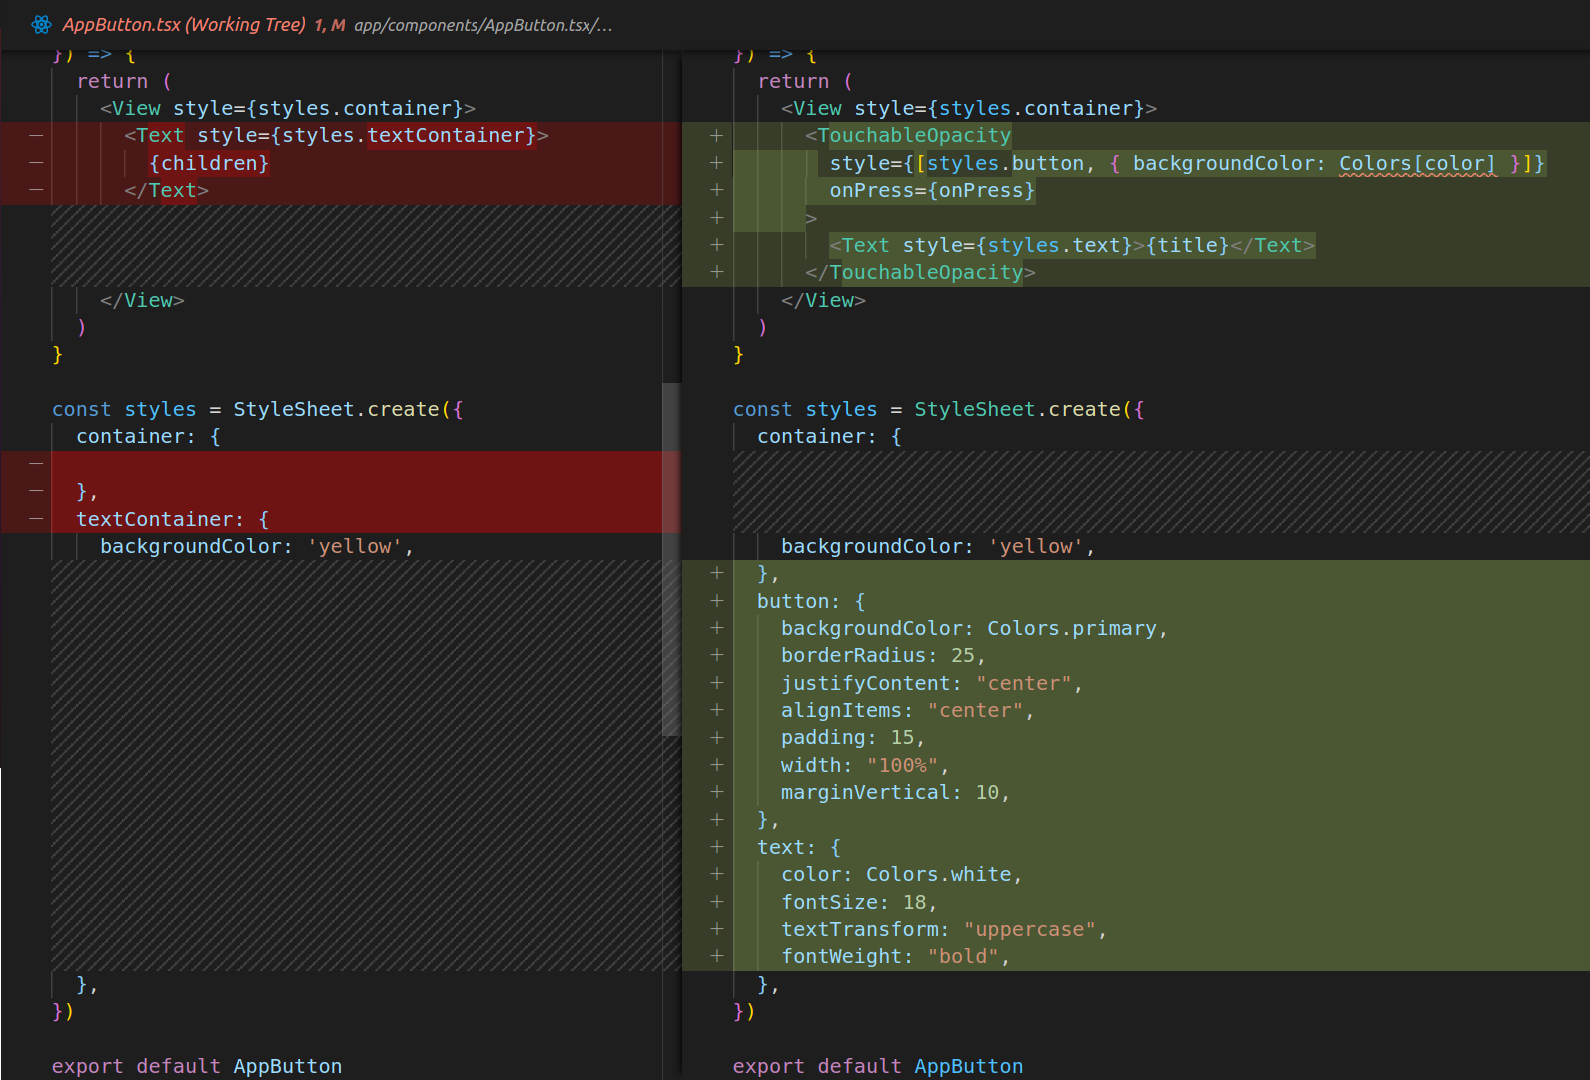 AppButton.tsx (Working Tree) 1, M app/components/AppButton.tsx/...
}) => {
  return (
    <View style={styles.container}>
−      <Text style={styles.textContainer}>
−        {children}
−      </Text>
    </View>
  )
}
const styles = StyleSheet.create({
  container: {
−
−  },
−  textContainer: {
    backgroundColor: 'yellow',
  },
})
export default AppButton
}) => {
  return (
    <View style={styles.container}>
+      <TouchableOpacity
+        style={[styles.button, { backgroundColor: Colors[color] }]}
+        onPress={onPress}
+      >
+        <Text style={styles.text}>{title}</Text>
+      </TouchableOpacity>
    </View>
  )
}
const styles = StyleSheet.create({
  container: {
    backgroundColor: 'yellow',
+  },
+  button: {
+    backgroundColor: Colors.primary,
+    borderRadius: 25,
+    justifyContent: "center",
+    alignItems: "center",
+    padding: 15,
+    width: "100%",
+    marginVertical: 10,
+  },
+  text: {
+    color: Colors.white,
+    fontSize: 18,
+    textTransform: "uppercase",
+    fontWeight: "bold",
  },
})
export default AppButton